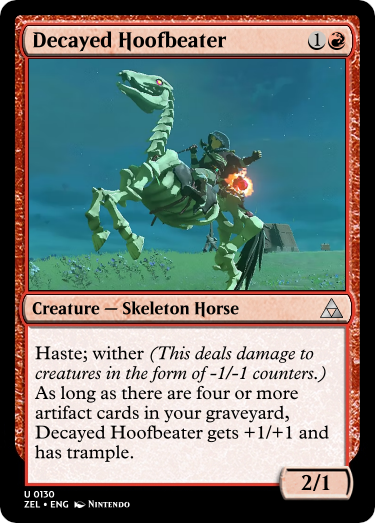 Decayed Hoofbeater 1
Creature — Skeleton Horse
Haste; wither (This deals damage to
creatures in the form of -1/-1 counters.)
As long as there are four or more
artifact cards in your graveyard,
Decayed Hoofbeater gets +1/+1 and
has trample.
2/1
U 0130
ZEL • ENG Nintendo